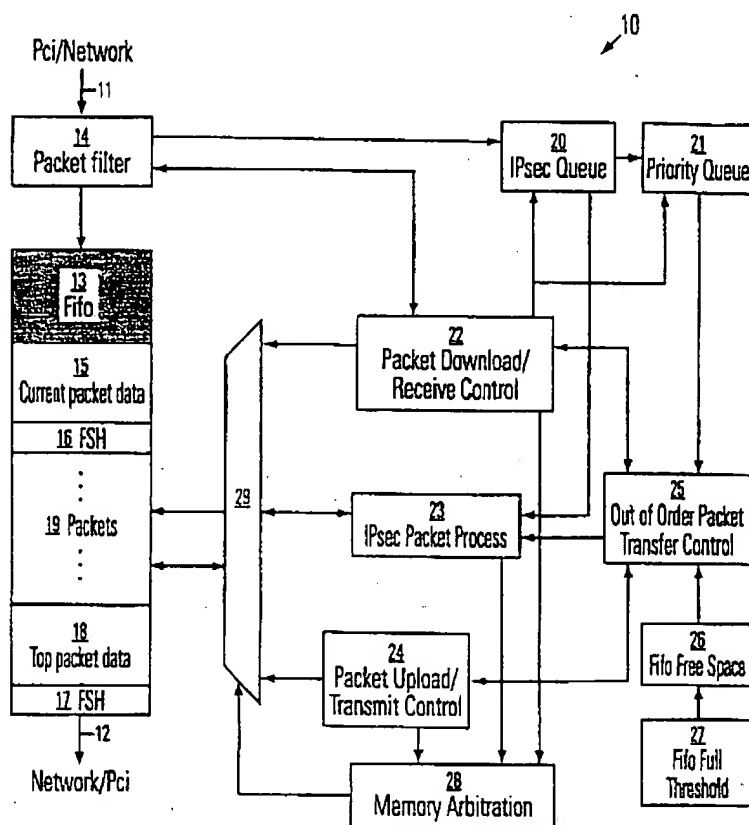 10
Pci/Network
11
14
Packet filter
20
IPsec Queue
21
Priority Queue
13
Fifo
15
Current packet data
16 FSH
19 Packets
18
Top packet data
17 FSH
12
Network/Pci
29
22
Packet Download/
Receive Control
23
IPsec Packet Process
24
Packet Upload/
Transmit Control
25
Out of Order Packet
Transfer Control
26
Fifo Free Space
27
Fifo Full
Threshold
28
Memory Arbitration